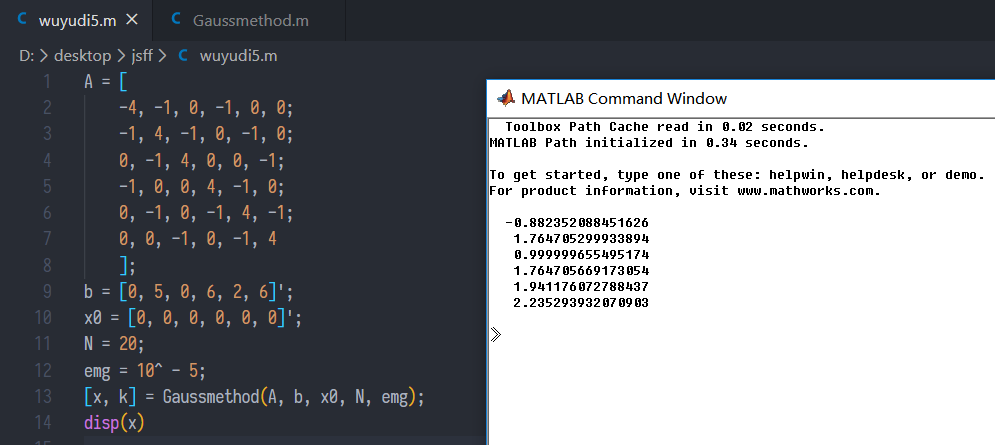 wuyudi5.m ×
Gaussmethod.m
D: > desktop > jsff > C wuyudi5.m
1 A = [
2 -4, -1, 0, -1, 0, 0;
3 -1, 4, -1, 0, -1, 0;
4 0, -1, 4, 0, 0, -1;
5 -1, 0, 0, 4, -1, 0;
6 0, -1, 0, -1, 4, -1;
7 0, 0, -1, 0, -1, 4
8 ];
9 b = [0, 5, 0, 6, 2, 6]';
10 x0 = [0, 0, 0, 0, 0, 0]';
11 N = 20;
12 emg = 10^ - 5;
13 [x, k] = Gaussmethod(A, b, x0, N, emg);
14 disp(x)
15
MATLAB Command Window
Toolbox Path Cache read in 0.02 seconds.
MATLAB Path initialized in 0.34 seconds.
To get started, type one of these: helpwin, helpdesk, or demo.
For product information, visit www.mathworks.com.
-0.882352088451626
1.764705299933894
0.999999655495174
1.764705669173054
1.941176072788437
2.235293932070903
>>